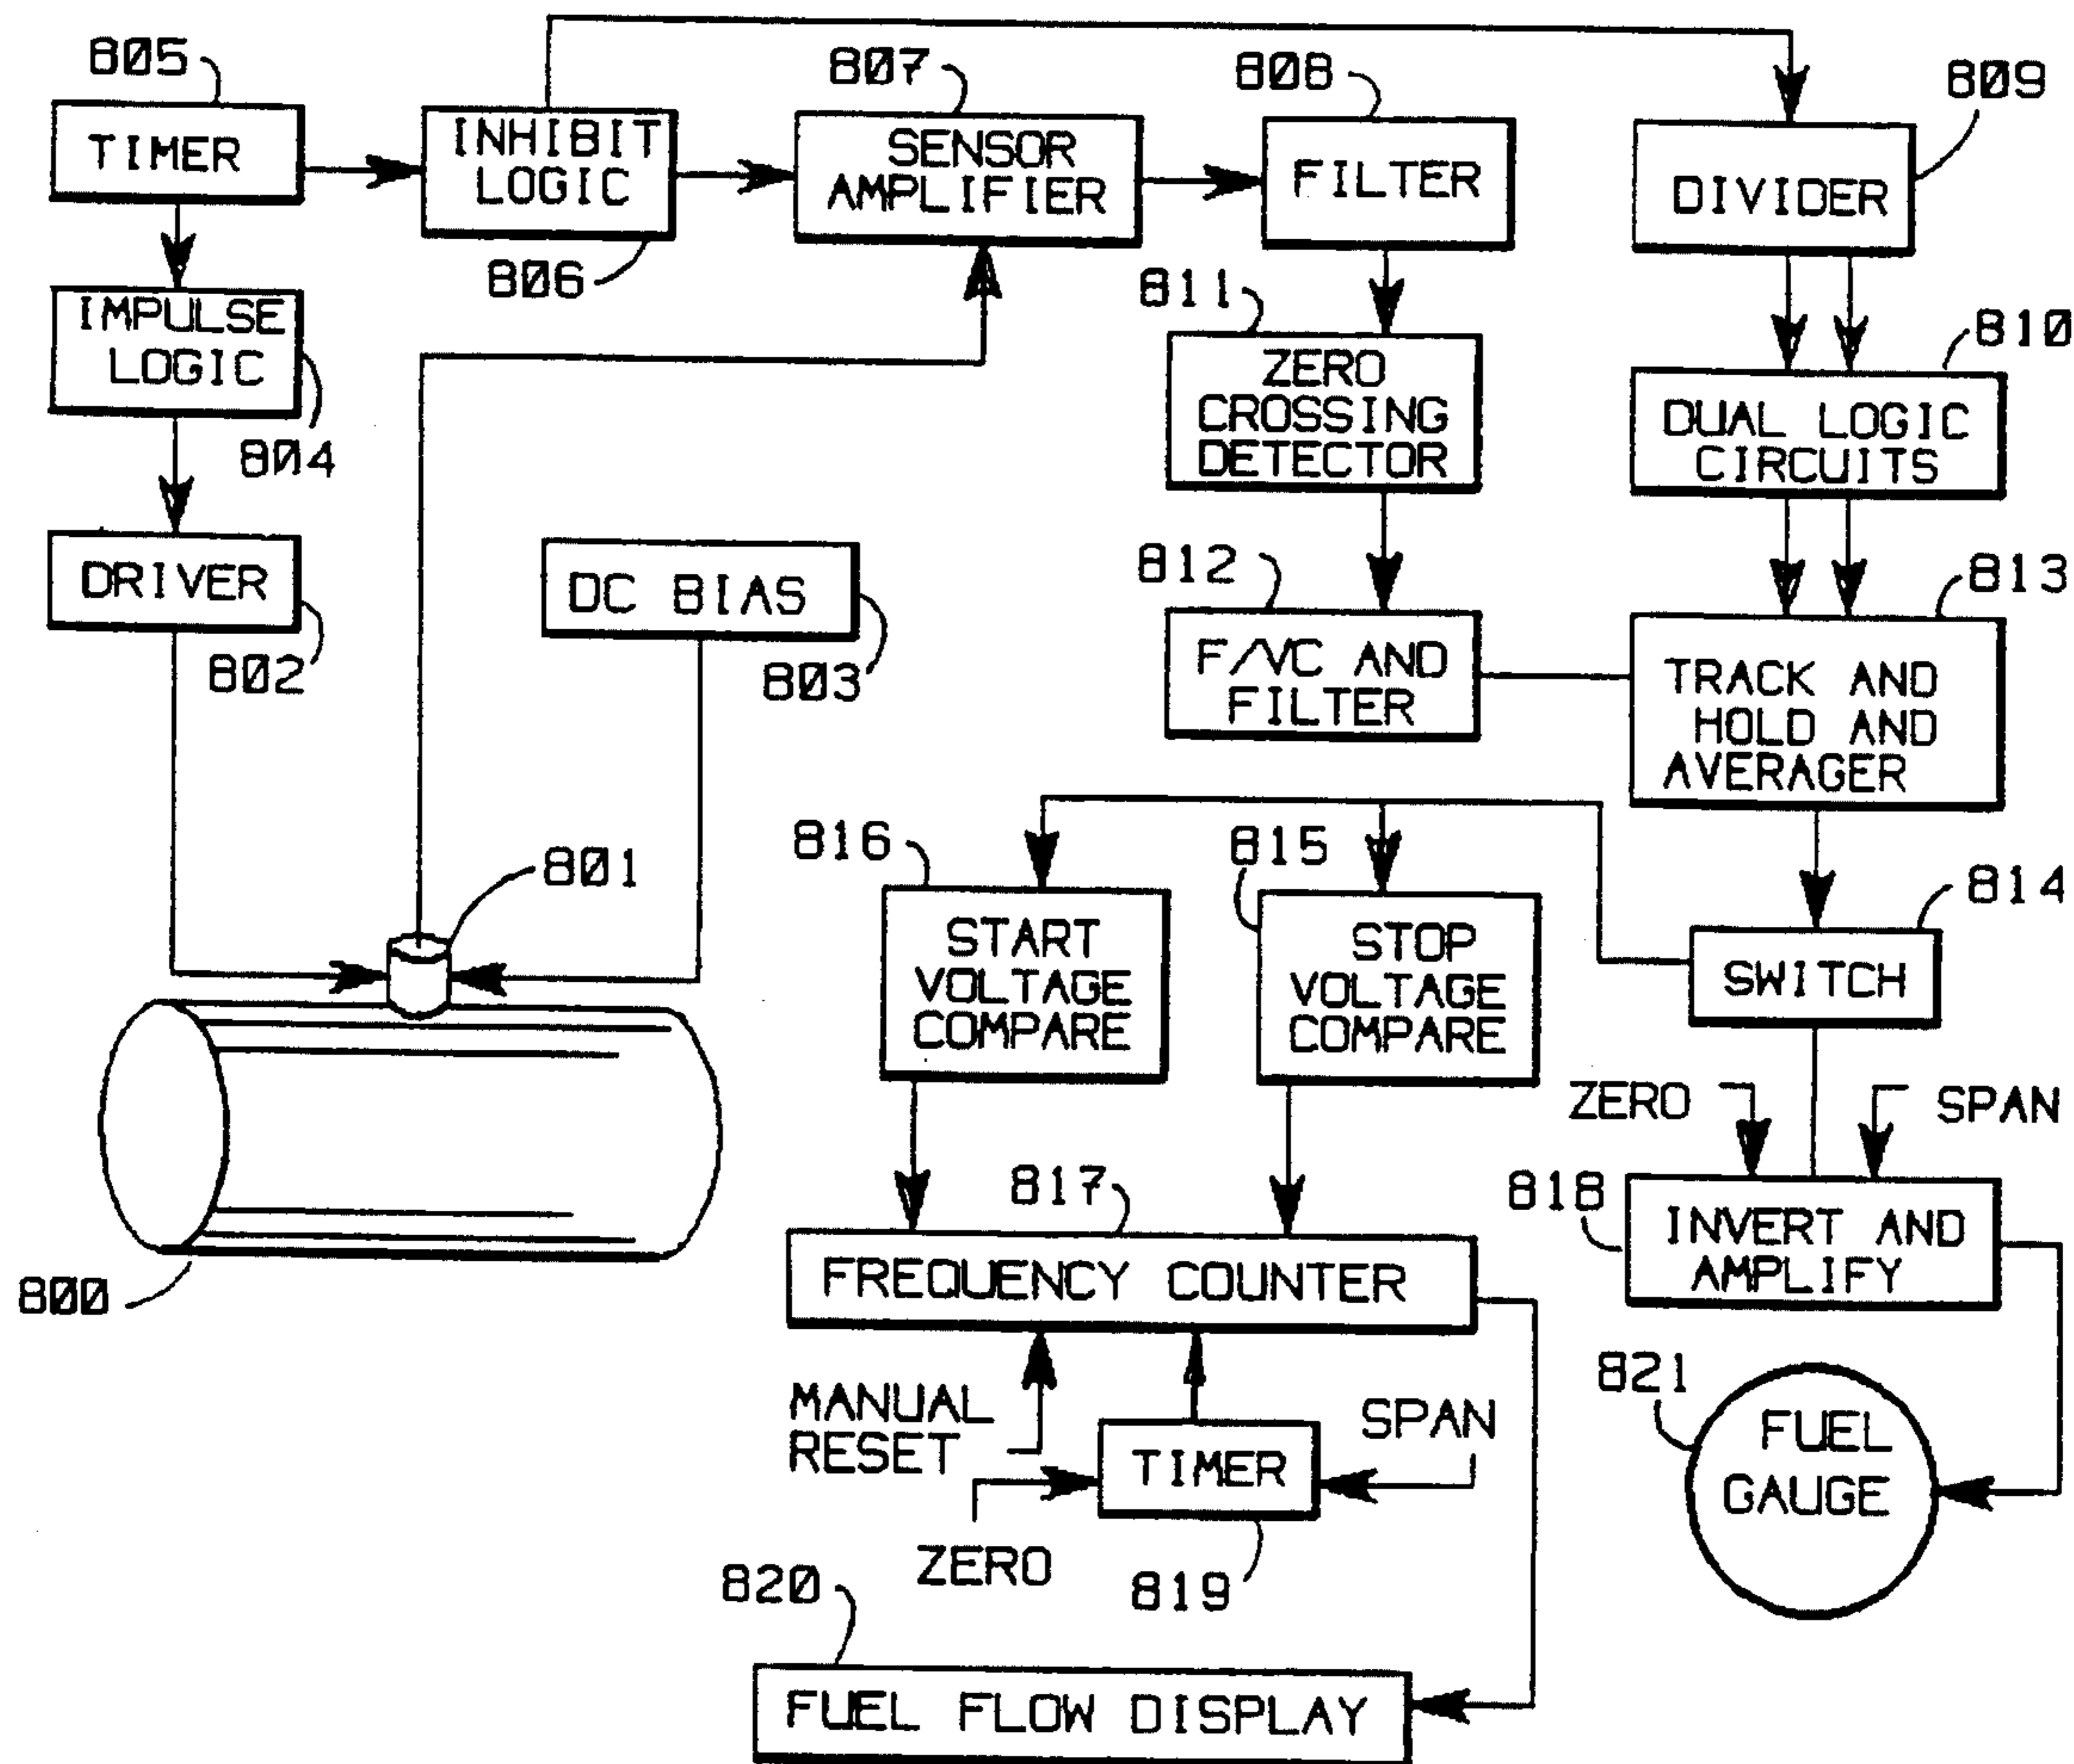 805
807
808
809
TIMER
INHIBIT
LOGIC
SENSOR
AMPLIFIER
FILTER
DIVIDER
806
811
810
IMPULSE
LOGIC
804
ZERO
CROSSING
DETECTOR
DUAL LOGIC
CIRCUITS
812
813
DRIVER
802
DC BIAS
803
F/VC AND
FILTER
TRACK AND
HOLD AND
AVERAGER
816
815
814
801
START
VOLTAGE
COMPARE
STOP
VOLTAGE
COMPARE
SWITCH
ZERO
SPAN
800
817
818
FREQUENCY COUNTER
INVERT AND
AMPLIFY
MANUAL
RESET
TIMER
SPAN
ZERO
819
821
FUEL
GAUGE
820
FUEL FLOW DISPLAY